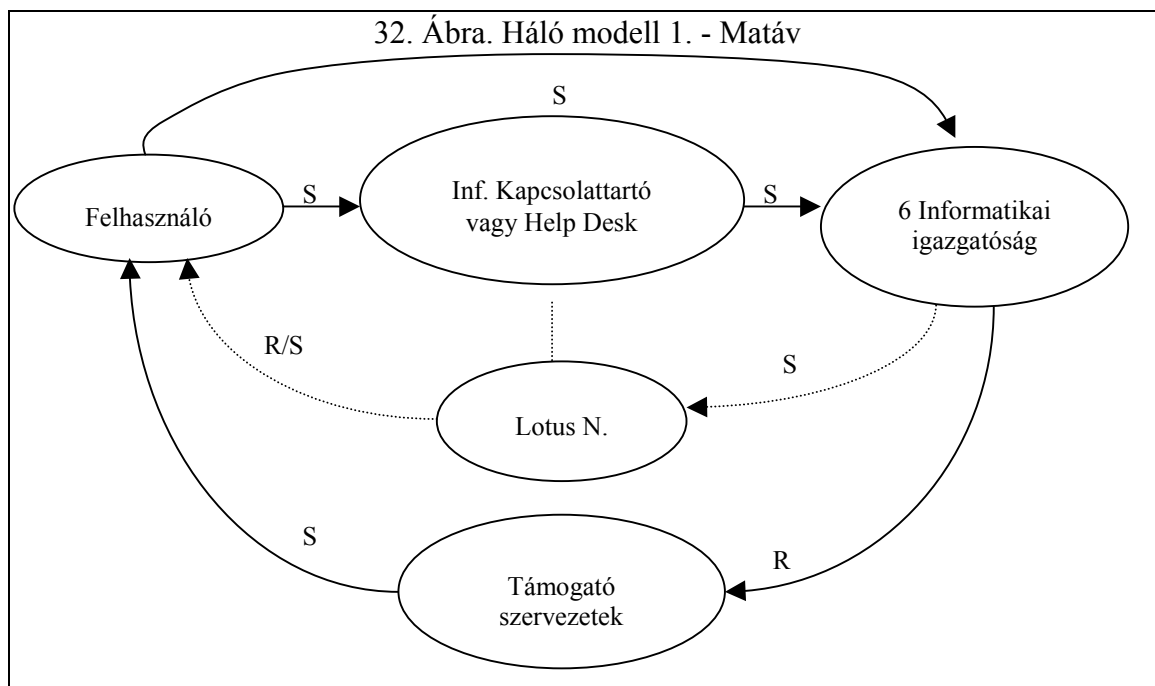 32. Ábra. Háló modell 1. - Matáv
S
Felhasználó
S
Inf. Kapcsolattartó
vagy Help Desk
S
6 Informatikai
igazgatóság
R/S
S
Lotus N.
S
R
Támogató
szervezetek